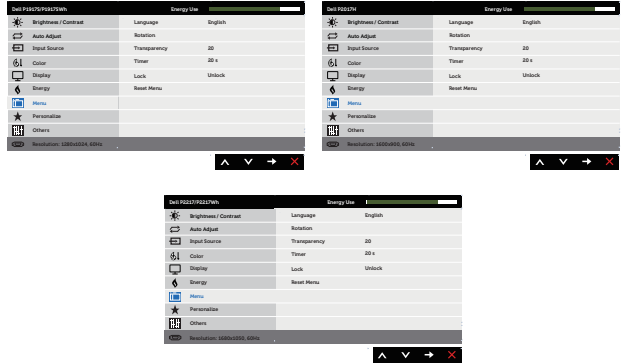 Dell P1917S/P1917SWh Energy Use
Brightness / Contrast Language English
Auto Adjust Rotation
Input Source Transparency 20
Color Timer 20 s
Display Lock Unlock
Energy Reset Menu
Menu
Personalize
Others
Resolution: 1280x1024, 60Hz
Dell P2017H Energy Use
Brightness / Contrast Language English
Auto Adjust Rotation
Input Source Transparency 20
Color Timer 20 s
Display Lock Unlock
Energy Reset Menu
Menu
Personalize
Others
Resolution: 1600x900, 60Hz
Dell P2217/P2217Wh Energy Use
Brightness / Contrast Language English
Auto Adjust Rotation
Input Source Transparency 20
Color Timer 20 s
Display Lock Unlock
Energy Reset Menu
Menu
Personalize
Others
Resolution: 1680x1050, 60Hz